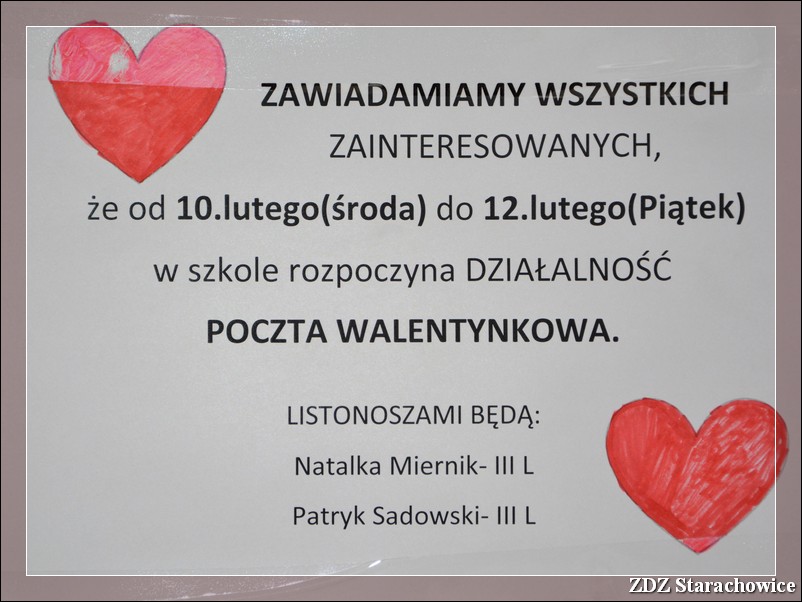 ZAWIADAMIAMY WSZYSTKICH
ZAINTERESOWANYCH,
że od 10.lutego(środa) do 12.lutego(Piątek)
w szkole rozpoczyna DZIAŁALNOŚĆ
POCZTA WALENTYNKOWA.
LISTONOSZAMI BĘDĄ:
Natalka Miernik- III L
Patryk Sadowski- III L
ZDZ Starachowice